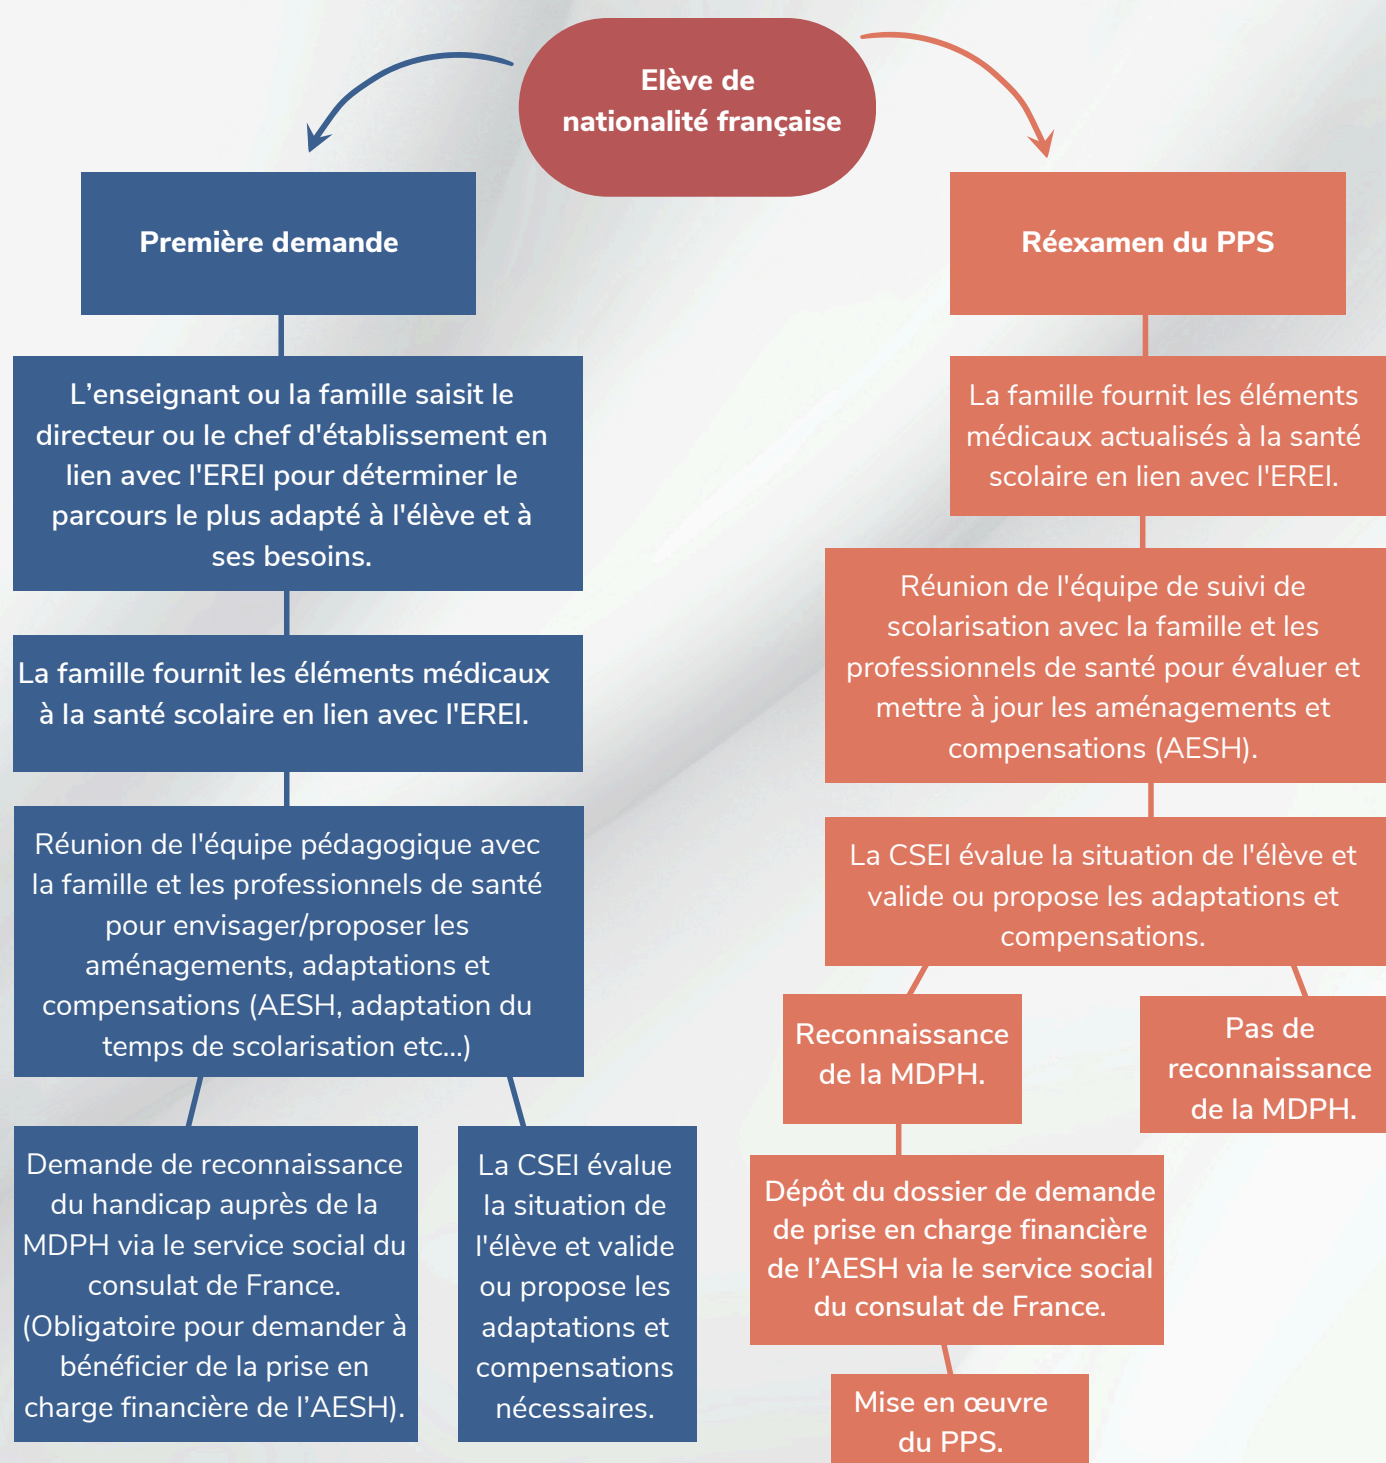 Elève de
nationalité française
Première demande
L'enseignant ou la famille saisit le
directeur ou le chef d'établissement en
lien avec l'EREI pour déterminer le
parcours le plus adapté à l'élève et à
ses besoins.
La famille fournit les éléments médicaux
à la santé scolaire en lien avec l'EREI.
Réunion de l'équipe pédagogique avec
la famille et les professionnels de santé
pour envisager/proposer les
aménagements, adaptations et
compensations (AESH, adaptation du
temps de scolarisation etc...)
Demande de reconnaissance
du handicap auprès de la
MDPH via le service social du
consulat de France.
(Obligatoire pour demander à
bénéficier de la prise en
charge financière de l'AESH).
La CSEI évalue
la situation de
l'élève et valide
ou propose les
adaptations et
compensations
nécessaires.
Réexamen du PPS
La famille fournit les éléments
médicaux actualisés à la santé
scolaire en lien avec l'EREI.
Réunion de l'équipe de suivi de
scolarisation avec la famille et les
professionnels de santé pour évaluer et
mettre à jour les aménagements et
compensations (AESH).
La CSEI évalue la situation de l'élève et
valide ou propose les adaptations et
compensations.
Reconnaissance
de la MDPH.
Pas de
reconnaissance
de la MDPH.
Dépôt du dossier de demande
de prise en charge financière
de l'AESH via le service social
du consulat de France.
Mise en œuvre
du PPS.